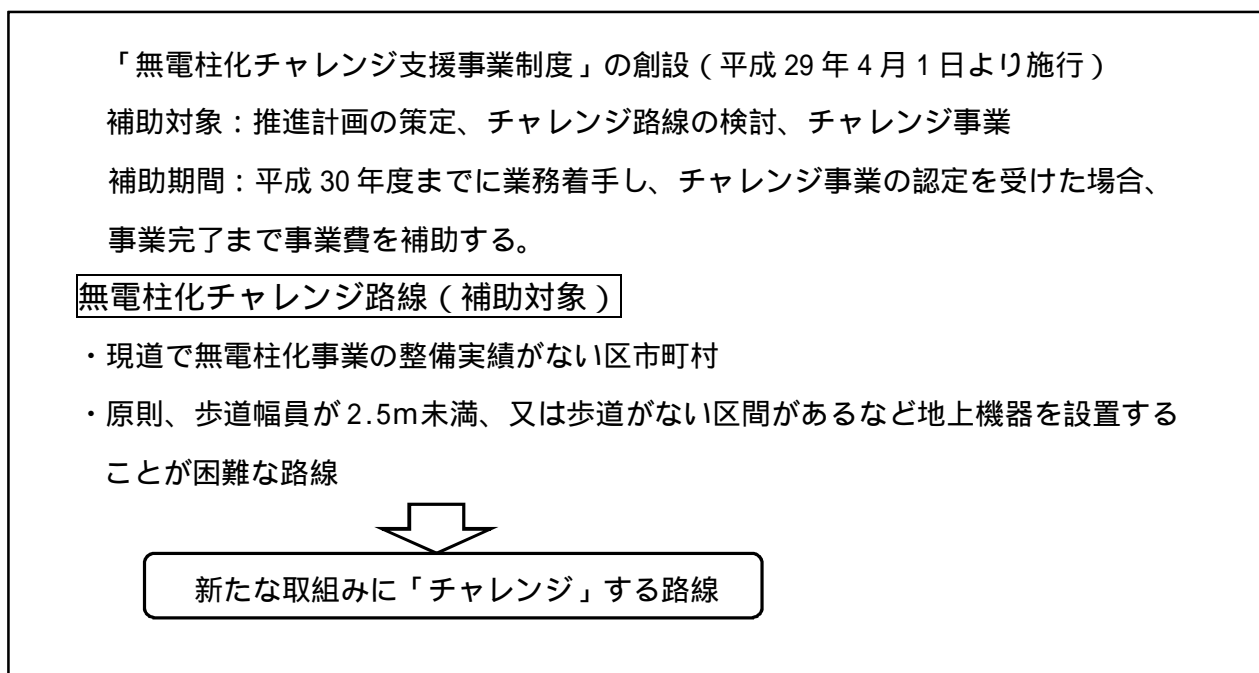 「無電柱化チャレンジ支援事業制度」の創設（平成 29 年 4 月 1 日より施行）
補助対象：推進計画の策定、チャレンジ路線の検討、チャレンジ事業
補助期間：平成 30 年度までに業務着手し、チャレンジ事業の認定を受けた場合、
事業完了まで事業費を補助する。
無電柱化チャレンジ路線（補助対象）
・現道で無電柱化事業の整備実績がない区市町村
・原則、歩道幅員が 2.5m未満、又は歩道がない区間があるなど地上機器を設置する
ことが困難な路線
新たな取組みに「チャレンジ」する路線